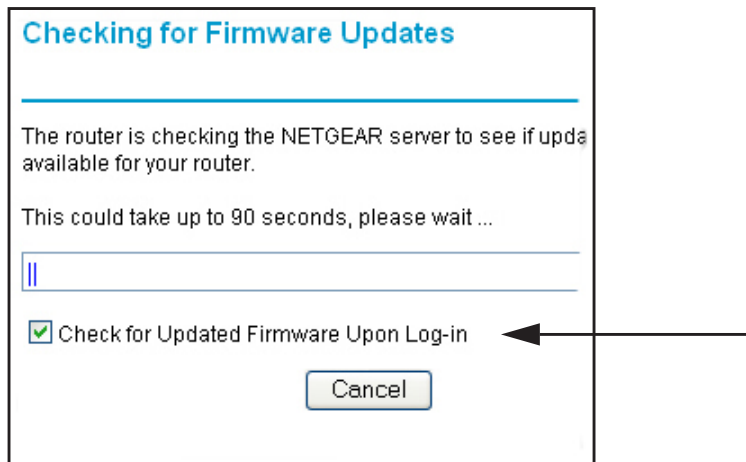 Checking for Firmware Updates
The router is checking the NETGEAR server to see if upda
available for your router.
This could take up to 90 seconds, please wait ...
Check for Updated Firmware Upon Log-in
Cancel